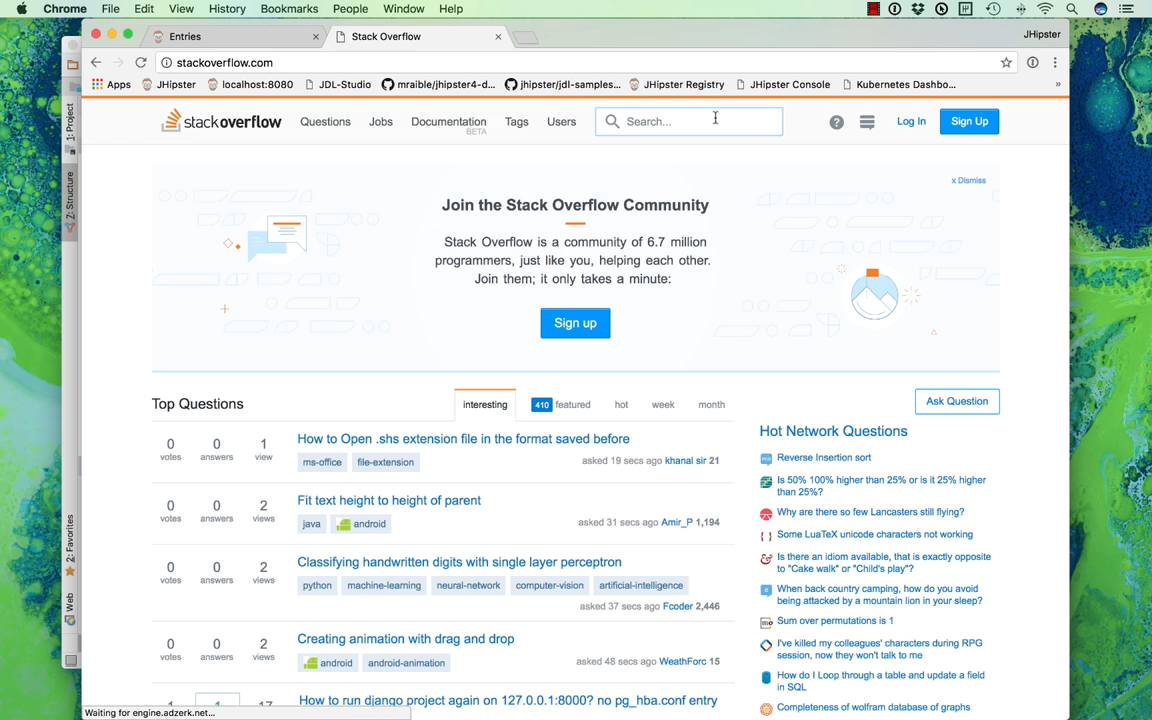 Chrome File Edit View History Bookmarks People Window Help
Entries
Stack Overflow
JHipster
stackoverflow.com
Apps JHipster localhost:8080 JDL-Studio mraible/jhipster4-d... jhipster/jdl-samples... JHipster Registry JHipster Console Kubernetes Dashbo... »
1: Project
7: Structure
2: Favorites
Web
stackoverflow Questions Jobs Documentation Tags Users Search... Log In Sign Up
BETA
x Dismiss
Join the Stack Overflow Community
Stack Overflow is a community of 6.7 million
programmers, just like you, helping each other.
Join them; it only takes a minute:
Sign up
Top Questions
interesting 410 featured hot week month
0 votes 0 answers 1 view
How to Open .shs extension file in the format saved before
ms-office file-extension
asked 19 secs ago khanal sir 21
0 votes 0 answers 2 views
Fit text height to height of parent
java android
asked 31 secs ago Amir_P 1,194
0 votes 0 answers 2 views
Classifying handwritten digits with single layer perceptron
python machine-learning neural-network computer-vision artificial-intelligence
asked 37 secs ago Fcoder 2,446
0 votes 0 answers 2 views
Creating animation with drag and drop
android android-animation
asked 48 secs ago WeathForc 15
How to run django project again on 127.0.0.1:8000? no pg_hba.conf entry
Ask Question
Hot Network Questions
Reverse Insertion sort
Is 50% 100% higher than 25% or is it 25% higher
than 25%?
Why are there so few Lancasters still flying?
Some LuaTeX unicode characters not working
Is there an idiom available, that is exactly opposite
to "Cake walk" or "Child's play"?
When back country camping, how do you avoid
being attacked by a mountain lion in your sleep?
Sum over permutations is 1
I've killed my colleagues' characters during RPG
session, now they won't talk to me
How do I Loop through a table and update a field
in SQL
Completeness of wolfram database of graphs
Waiting for engine.adzerk.net...